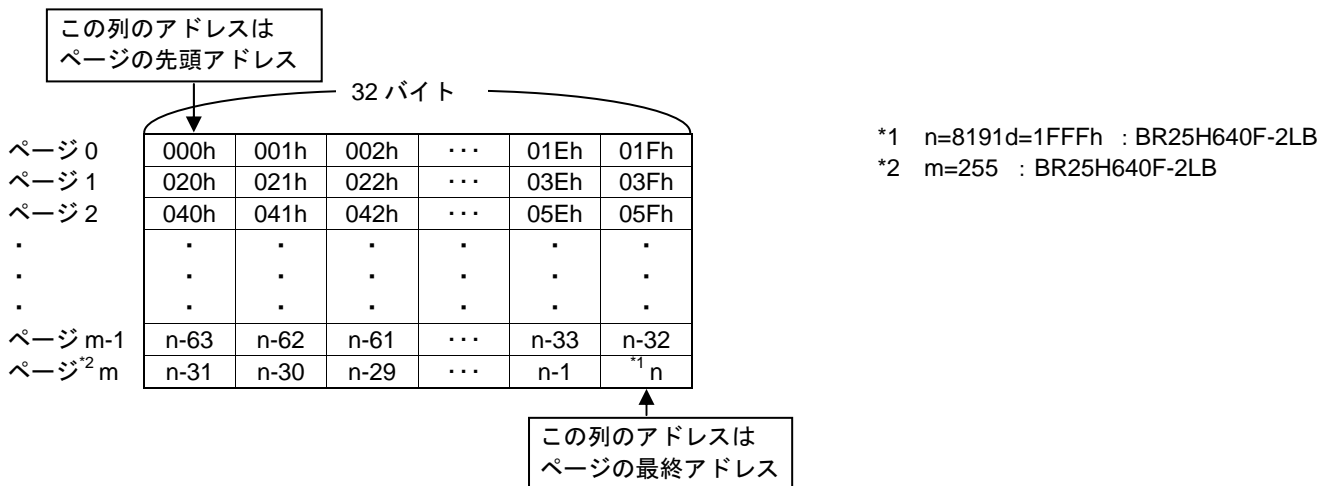 この列のアドレスは
ページの先頭アドレス
32 バイト
ページ 0 000h 001h 002h ··· 01Eh 01Fh
ページ 1 020h 021h 022h ··· 03Eh 03Fh
ページ 2 040h 041h 042h ··· 05Eh 05Fh
・ ・ ・ ・ ・ ・ ・
・ ・ ・ ・ ・ ・ ・
・ ・ ・ ・ ・ ・ ・
ページ m-1 n-63 n-62 n-61 ··· n-33 n-32
ページ*2 m n-31 n-30 n-29 ··· n-1 *1 n
この列のアドレスは
ページの最終アドレス
*1 n=8191d=1FFFh : BR25H640F-2LB
*2 m=255 : BR25H640F-2LB